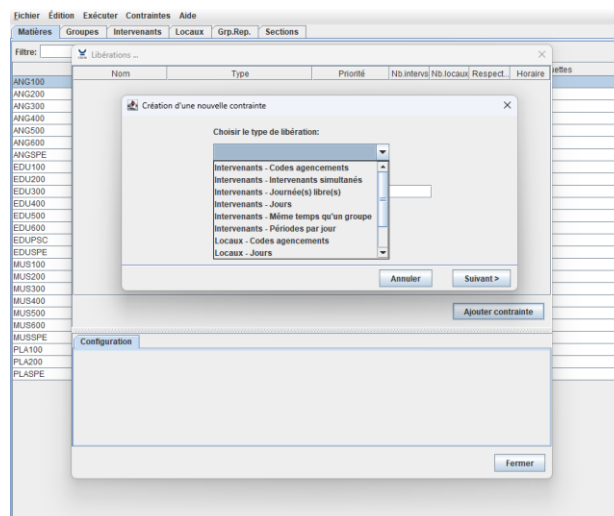 Fichier Édition Exécuter Contraintes Aide
Matières Groupes Intervenants Locaux Grp.Rep. Sections
Filtre:
Libérations ...
Nom Type Priorité Nb.intervs Nb.locaux Respect... Horaire
uettes
ANG100
ANG200
ANG300
ANG400
ANG500
ANG600
ANGSPE
EDU100
EDU200
EDU300
EDU400
EDU500
EDU600
EDUPSC
EDUSPE
MUS100
MUS200
MUS300
MUS400
MUS500
MUS600
MUSSPE
PLA100
PLA200
PLASPE
Création d'une nouvelle contrainte
Choisir le type de libération:
Intervenants - Codes agencements
Intervenants - Intervenants simultanés
Intervenants - Journée(s) libre(s)
Intervenants - Jours
Intervenants - Même temps qu'un groupe
Intervenants - Périodes par jour
Locaux - Codes agencements
Locaux - Jours
Annuler Suivant >
Ajouter contrainte
Configuration
Fermer